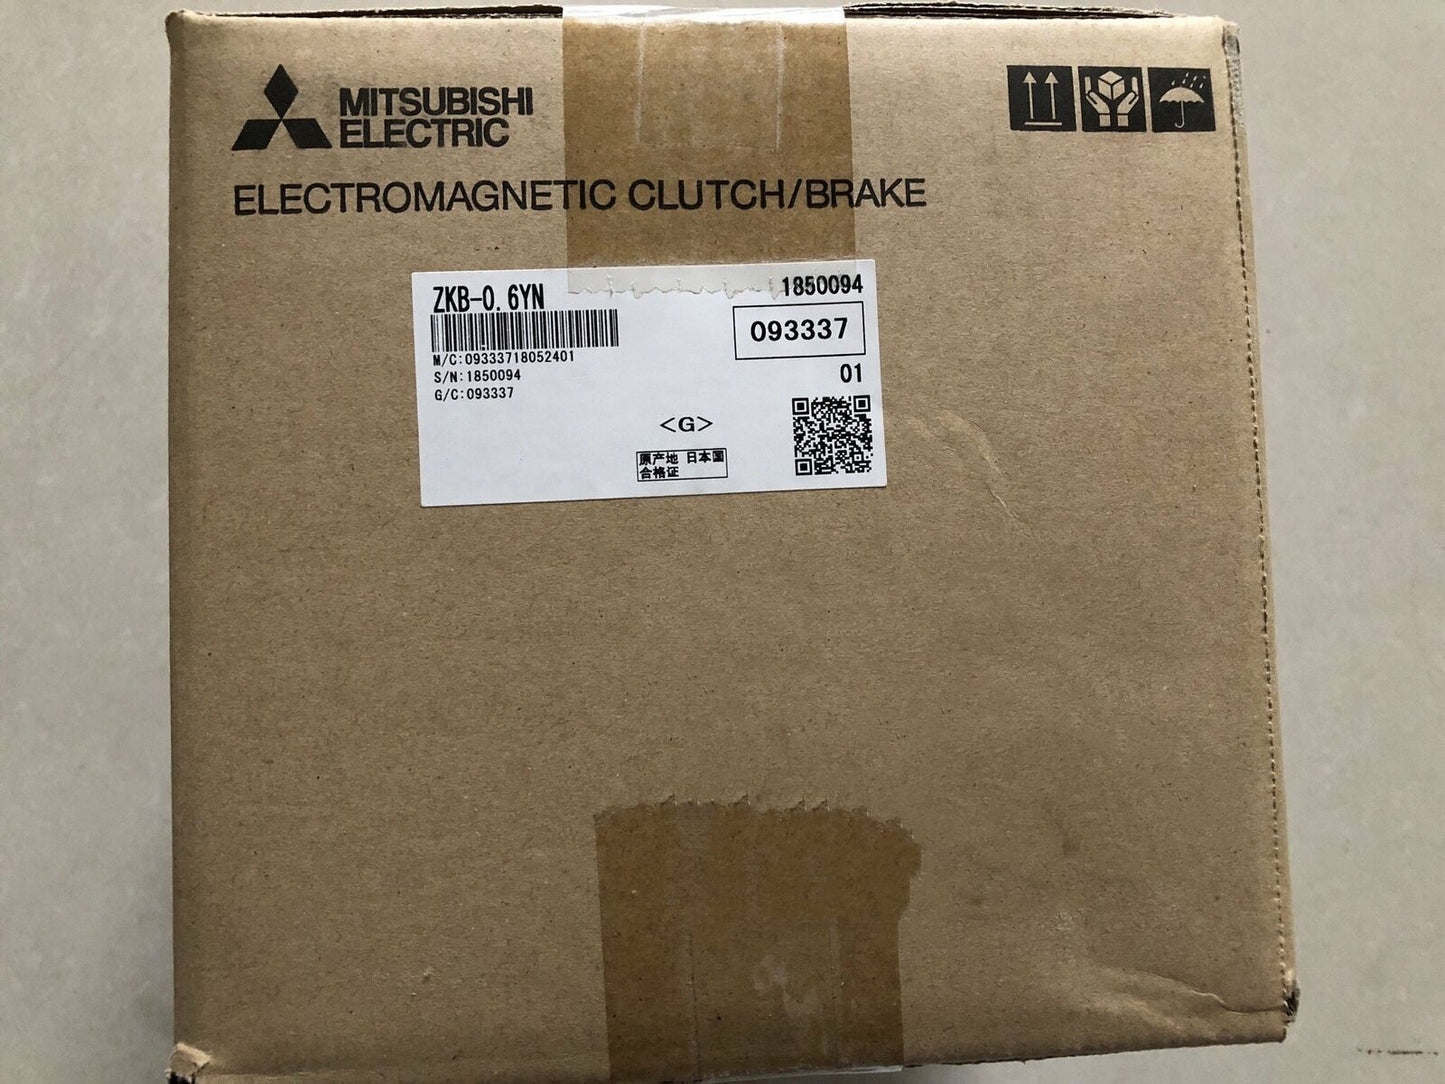 MITSUBISHI
ELECTRIC
ELECTROMAGNETIC CLUTCH/BRAKE
ZKB-0.6YN
1850094
093337
M/C:09333718052401
S/N:1850094
01
G/C:093337
<G>
原产地 日本国
合格证